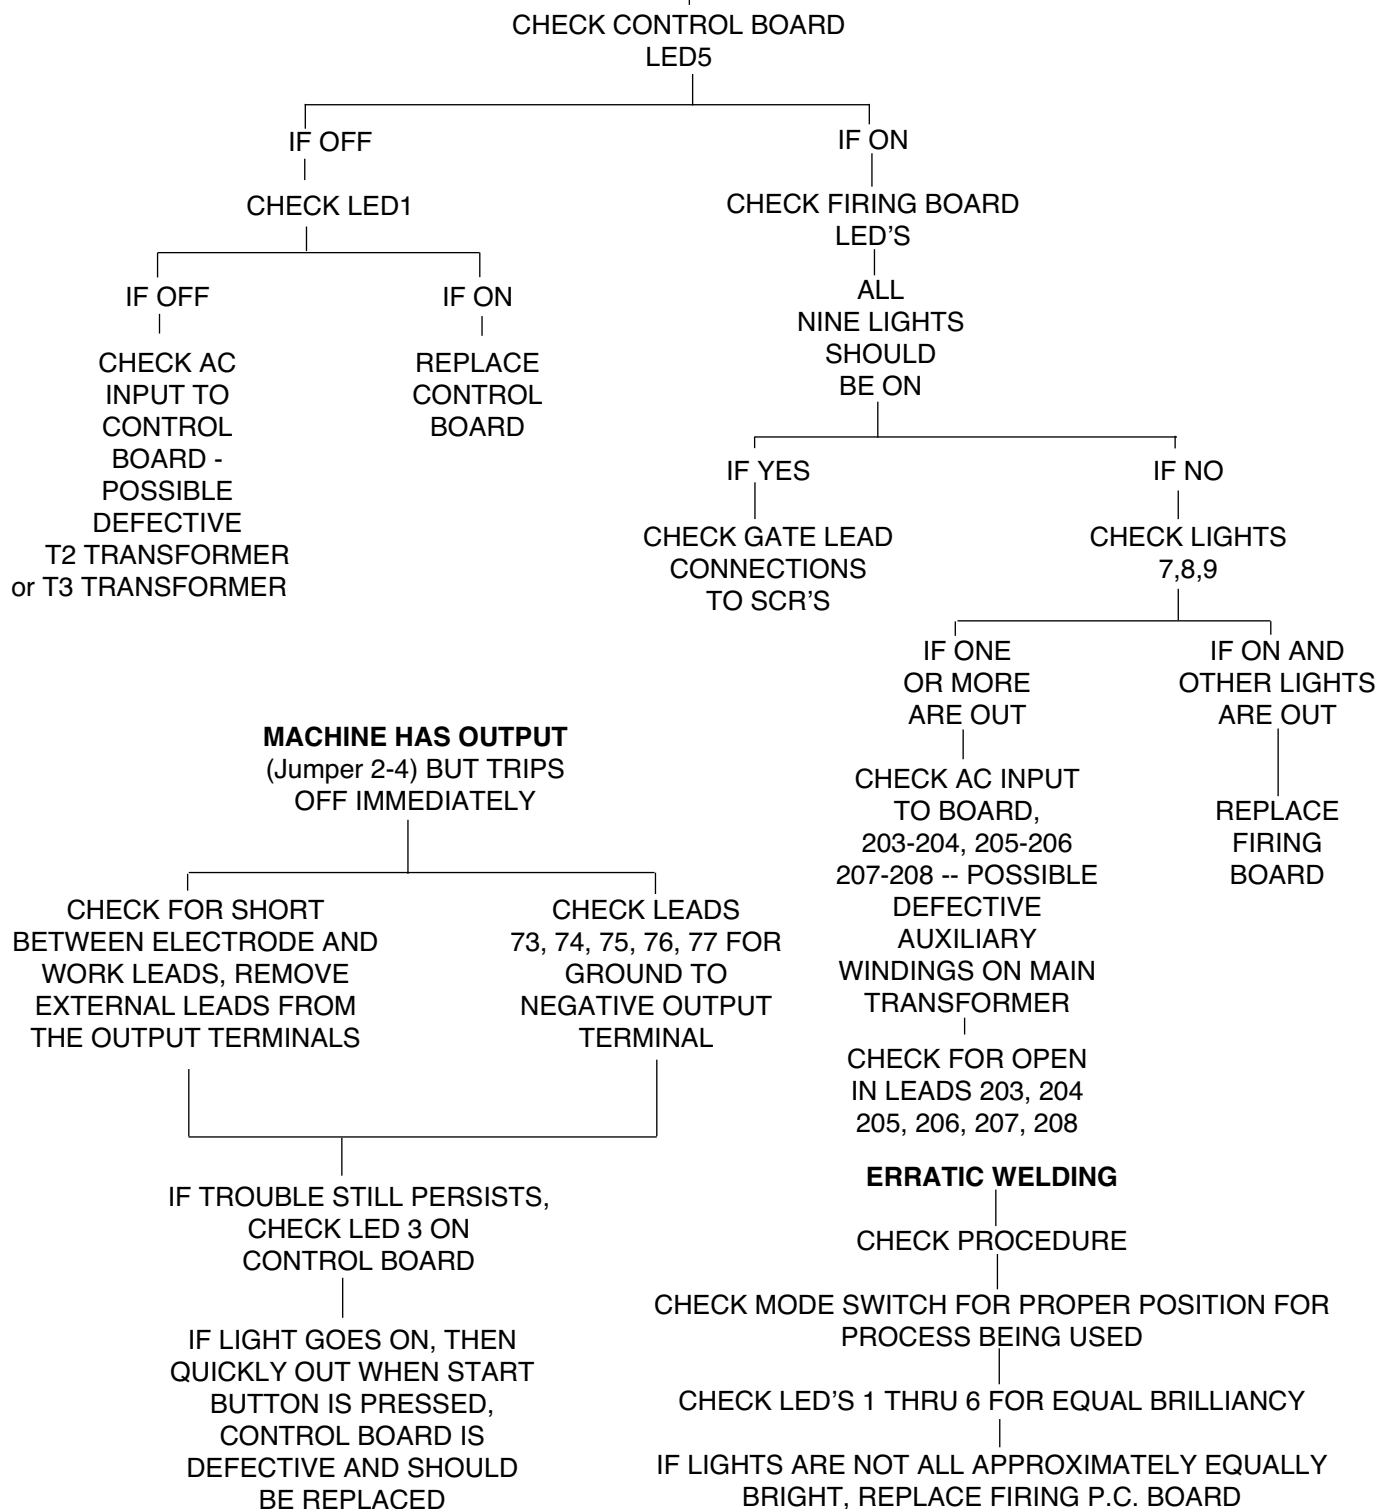 CHECK CONTROL BOARD
LED5
IF OFF
CHECK LED1
IF OFF
CHECK AC
INPUT TO
CONTROL
BOARD -
POSSIBLE
DEFECTIVE
T2 TRANSFORMER
or T3 TRANSFORMER
IF ON
REPLACE
CONTROL
BOARD
IF ON
CHECK FIRING BOARD
LED'S
ALL
NINE LIGHTS
SHOULD
BE ON
IF YES
CHECK GATE LEAD
CONNECTIONS
TO SCR'S
IF NO
CHECK LIGHTS
7,8,9
IF ONE
OR MORE
ARE OUT
CHECK AC INPUT
TO BOARD,
203-204, 205-206
207-208 -- POSSIBLE
DEFECTIVE
AUXILIARY
WINDINGS ON MAIN
TRANSFORMER
CHECK FOR OPEN
IN LEADS 203, 204
205, 206, 207, 208
IF ON AND
OTHER LIGHTS
ARE OUT
REPLACE
FIRING
BOARD
MACHINE HAS OUTPUT
(Jumper 2-4) BUT TRIPS
OFF IMMEDIATELY
CHECK FOR SHORT
BETWEEN ELECTRODE AND
WORK LEADS, REMOVE
EXTERNAL LEADS FROM
THE OUTPUT TERMINALS
CHECK LEADS
73, 74, 75, 76, 77 FOR
GROUND TO
NEGATIVE OUTPUT
TERMINAL
IF TROUBLE STILL PERSISTS,
CHECK LED 3 ON
CONTROL BOARD
IF LIGHT GOES ON, THEN
QUICKLY OUT WHEN START
BUTTON IS PRESSED,
CONTROL BOARD IS
DEFECTIVE AND SHOULD
BE REPLACED
ERRATIC WELDING
CHECK PROCEDURE
CHECK MODE SWITCH FOR PROPER POSITION FOR
PROCESS BEING USED
CHECK LED'S 1 THRU 6 FOR EQUAL BRILLIANCY
IF LIGHTS ARE NOT ALL APPROXIMATELY EQUALLY
BRIGHT, REPLACE FIRING P.C. BOARD